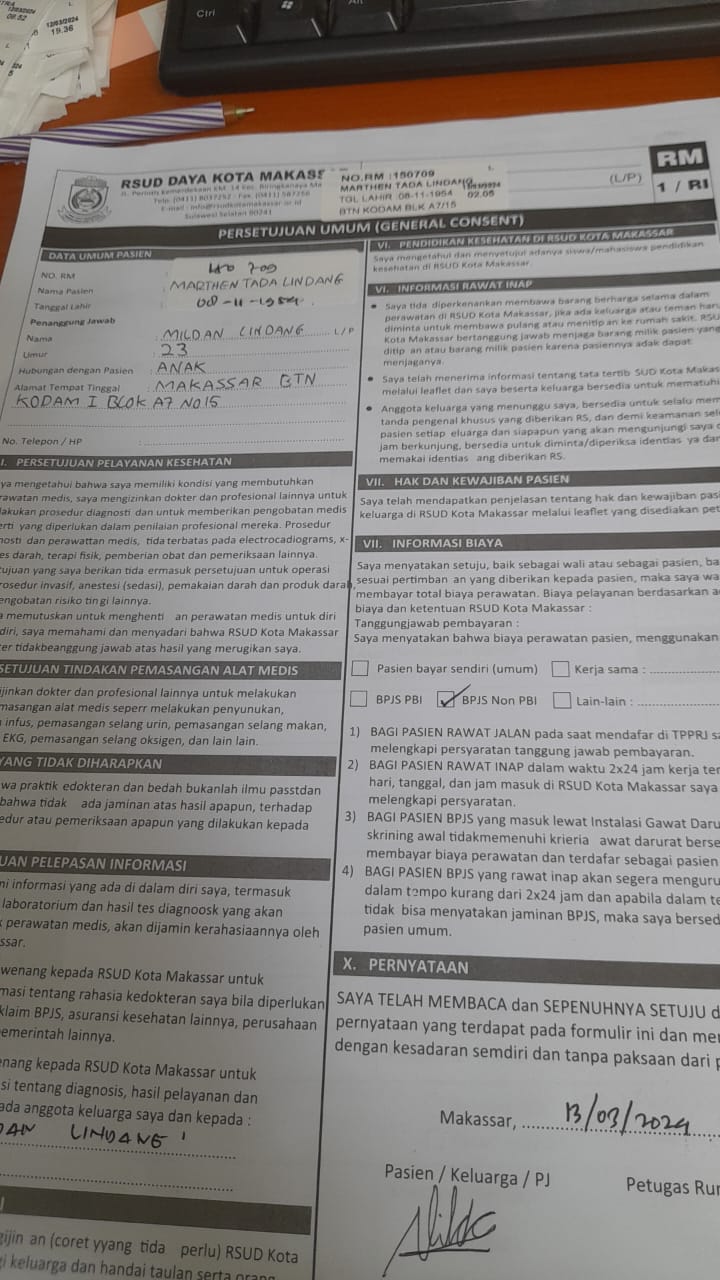 Ctrl
Alt
12/03/2024
08.52
12/03/2024
19.36
RSUD DAYA KOTA MAKASS
Sulawesi Selatan 90241
NO.RM :150709
MARTHEN TADA LINDANG
TGL LAHIR :08-11-1954
02.05
BTN KODAM BLK A7/15
L
(L/P)
RM
1 / RI
PERSETUJUAN UMUM (GENERAL CONSENT)
DATA UMUM PASIEN
NO. RM :
Nama Pasien : MARTHEN TADA LINDANG
Tanggal Lahir : 08-11-1954
Penanggung Jawab
Nama : MILDAN LINDANG L/P
Umur : 23
Hubungan dengan Pasien : ANAK
Alamat Tempat Tinggal : MAKASSAR BTN
KODAM I BLOK A7 NO15
No. Telepon / HP :
I. PERSETUJUAN PELAYANAN KESEHATAN
ya mengetahui bahwa saya memiliki kondisi yang membutuhkan
rawatan medis, saya mengizinkan dokter dan profesional lainnya untuk
lakukan prosedur diagnosti dan untuk memberikan pengobatan medis
erti yang diperlukan dalam penilaian profesional mereka. Prosedur
nosti dan perawattan medis, tida terbatas pada electrocadiograms, x-
es darah, terapi fisik, pemberian obat dan pemeriksaan lainnya.
tujuan yang saya berikan tida ermasuk persetujuan untuk operasi
rosedur invasif, anestesi (sedasi), pemakaian darah dan produk darah,
engobatan risiko tin gi lainnya.
a memutuskan untuk menghenti an perawatan medis untuk diri
diri, saya memahami dan menyadari bahwa RSUD Kota Makassar
er tidakbeanggung jawab atas hasil yang merugikan saya.
SETUJUAN TINDAKAN PEMASANGAN ALAT MEDIS
ijinkan dokter dan profesional lainnya untuk melakukan
masangan alat medis seperr melakukan penyunukan,
infus, pemasangan selang urin, pemasangan selang makan,
EKG, pemasangan selang oksigen, dan lain lain.
YANG TIDAK DIHARAPKAN
wa praktik edokteran dan bedah bukanlah ilmu passtdan
bahwa tidak ada jaminan atas hasil apapun, terhadap
edur atau pemeriksaan apapun yang dilakukan kepada
UAN PELEPASAN INFORMASI
ni informasi yang ada di dalam diri saya, termasuk
laboratorium dan hasil tes diagnoosk yang akan
k perawatan medis, akan dijamin kerahasiaannya oleh
ssar.
wenang kepada RSUD Kota Makassar untuk
masi tentang rahasia kedokteran saya bila diperlukan
klaim BPJS, asuransi kesehatan lainnya, perusahaan
emerintah lainnya.
enang kepada RSUD Kota Makassar untuk
si tentang diagnosis, hasil pelayanan dan
ada anggota keluarga saya dan kepada :
DAN LINDANG
I
gijin an (coret yyang tida perlu) RSUD Kota
gi keluarga dan handai taulan serta orang
VI. PENDIDIKAN KESEHATAN DI RSUD KOTA MAKASSAR
Saya mengetahui dan menyetujui adanya siswa/mahasiswa pendidikan
kesehatan di RSUD Kota Makassar.
VI. INFORMASI RAWAT INAP
• Saya tida diperkenankan membawa barang berharga selama dalam
perawatan di RSUD Kota Makassar, jika ada keluarga atau teman har
diminta untuk membawa pulang atau menitip an ke rumah sakit. RSU
Kota Makassar bertanggung jawab menjaga barang milik pasien yang
ditip an atau barang milik pasien karena pasiennya adak dapat
menjaganya.
• Saya telah menerima informasi tentang tata tertib SUD Kota Makas
melalui leaflet dan saya beserta keluarga bersedia untuk mematuhi
• Anggota keluarga yang menunggu saya, bersedia untuk selalu mem
tanda pengenal khusus yang diberikan RS, dan demi keamanan sel
pasien setiap eluarga dan siapapun yang akan mengunjungi saya d
jam berkunjung, bersedia untuk diminta/diperiksa identias ya dan
memakai identias ang diberikan RS.
VII. HAK DAN KEWAJIBAN PASIEN
Saya telah mendapatkan penjelasan tentang hak dan kewajiban pasi
keluarga di RSUD Kota Makassar melalui leaflet yang disediakan pet
VII. INFORMASI BIAYA
Saya menyatakan setuju, baik sebagai wali atau sebagai pasien, ba
sesuai pertimban an yang diberikan kepada pasien, maka saya wa
membayar total biaya perawatan. Biaya pelayanan berdasarkan a
biaya dan ketentuan RSUD Kota Makassar :
Tanggungjawab pembayaran :
Saya menyatakan bahwa biaya perawatan pasien, menggunakan
Pasien bayar sendiri (umum) Kerja sama :
BPJS PBI ✓ BPJS Non PBI Lain-lain :
1) BAGI PASIEN RAWAT JALAN pada saat mendafar di TPPRJ sa
melengkapi persyaratan tanggung jawab pembayaran.
2) BAGI PASIEN RAWAT INAP dalam waktu 2x24 jam kerja ter
hari, tanggal, dan jam masuk di RSUD Kota Makassar saya
melengkapi persyaratan.
3) BAGI PASIEN BPJS yang masuk lewat Instalasi Gawat Daru
skrining awal tidakmemenuhi krieria awat darurat berse
membayar biaya perawatan dan terdafar sebagai pasien
4) BAGI PASIEN BPJS yang rawat inap akan segera menguru
dalam tempo kurang dari 2x24 jam dan apabila dalam te
tidak bisa menyatakan jaminan BPJS, maka saya bersed
pasien umum.
X. PERNYATAAN
SAYA TELAH MEMBACA dan SEPENUHNYA SETUJU d
pernyataan yang terdapat pada formulir ini dan me
dengan kesadaran semdiri dan tanpa paksaan dari p
Makassar, 13/03/2024
Pasien / Keluarga / PJ Petugas Rur